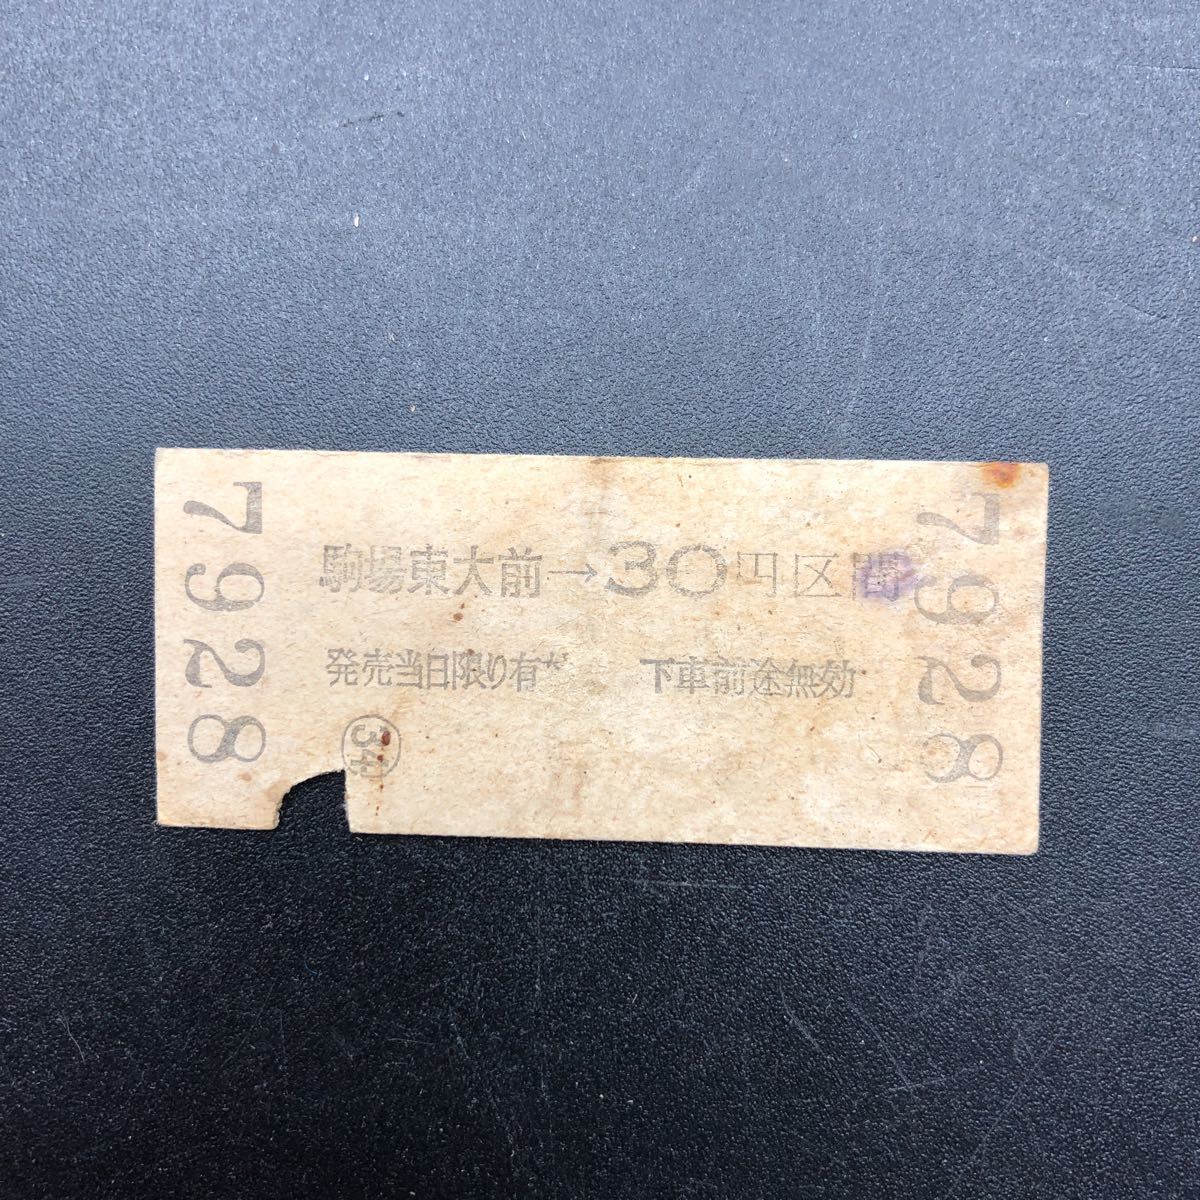 7928
駒場東大前→30円区間
発売当日限り有
下車前途無効
34
7928